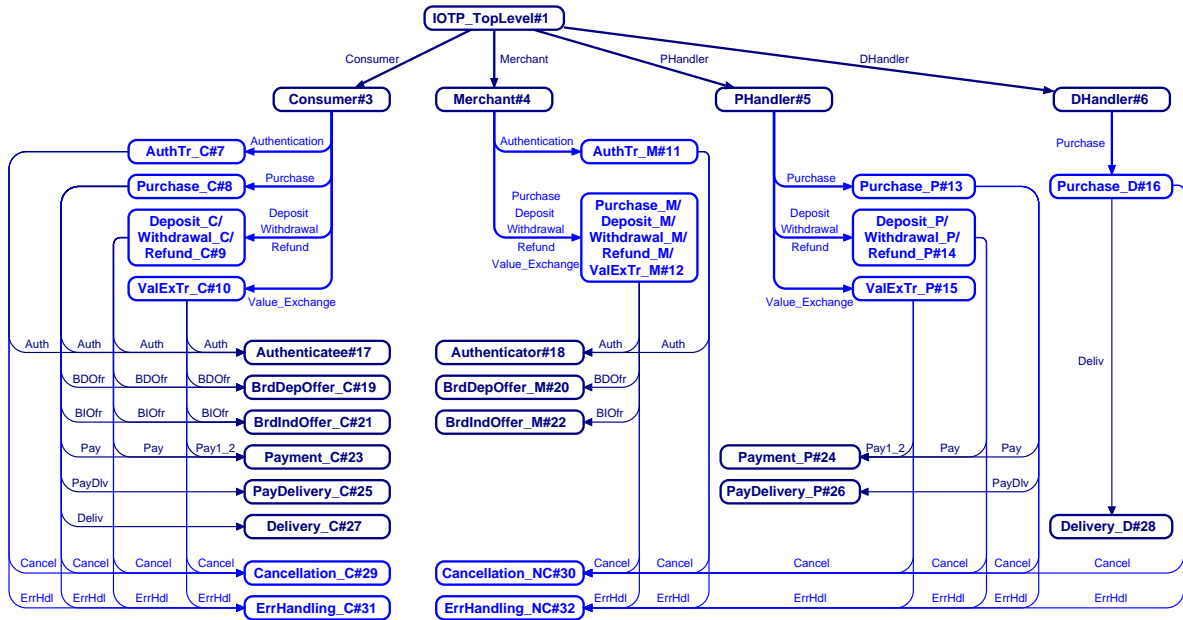 IOTP_TopLevel#1
Consumer
Merchant
PHandler
DHandler
Consumer#3
Merchant#4
PHandler#5
DHandler#6
Authentication
Authentication
Purchase
AuthTr_C#7
AuthTr_M#11
Purchase_C#8
Purchase
Purchase
Purchase_P#13
Purchase_D#16
Deposit_C/
Withdrawal_C/
Refund_C#9
Deposit
Withdrawal
Refund
Purchase
Deposit
Withdrawal
Refund
Value_Exchange
Purchase_M/
Deposit_M/
Withdrawal_M/
Refund_M/
ValExTr_M#12
Deposit
Withdrawal
Refund
Deposit_P/
Withdrawal_P/
Refund_P#14
ValExTr_C#10
Value_Exchange
Value_Exchange
ValExTr_P#15
Auth Auth Auth Auth
Authenticatee#17
Authenticator#18
Auth Auth
Deliv
BDOfr BDOfr BDOfr
BrdDepOffer_C#19
BrdDepOffer_M#20
BDOfr
BIOfr BIOfr BIOfr
BrdIndOffer_C#21
BrdIndOffer_M#22
BIOfr
Pay Pay Pay1_2
Payment_C#23
Payment_P#24
Pay1_2 Pay Pay
PayDlv
PayDelivery_C#25
PayDelivery_P#26
PayDlv
Deliv
Delivery_C#27
Delivery_D#28
Cancel Cancel Cancel Cancel
Cancellation_C#29
Cancellation_NC#30
Cancel Cancel Cancel Cancel Cancel Cancel
ErrHdl ErrHdl ErrHdl ErrHdl
ErrHandling_C#31
ErrHandling_NC#32
ErrHdl ErrHdl ErrHdl ErrHdl ErrHdl ErrHdl